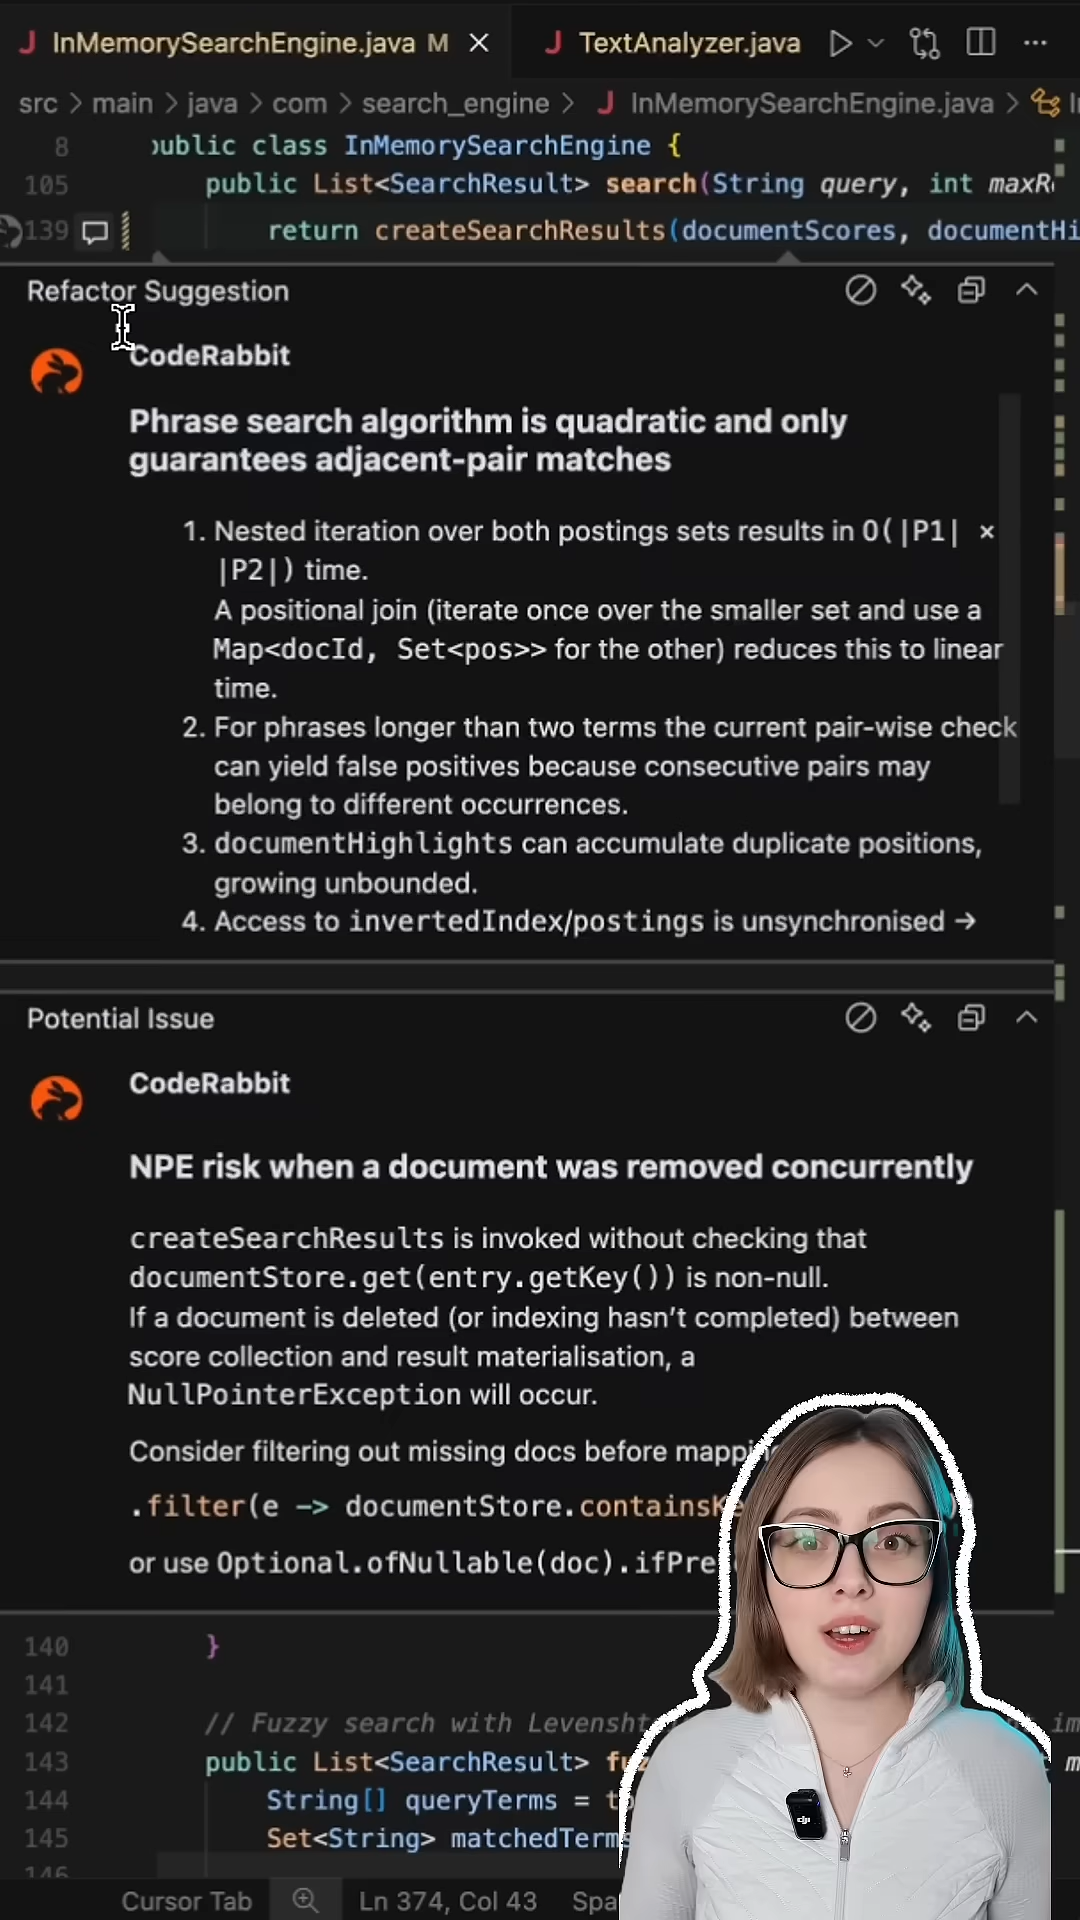 InMemorySearchEngine.java M
TextAnalyzer.java
src > main > java > com > search_engine > InMemorySearchEngine.java >
8 public class InMemorySearchEngine {
105 public List<SearchResult> search(String query, int
139 return createSearchResults(documentScores,
Refactor Suggestion
CodeRabbit
Phrase search algorithm is quadratic and only
guarantees adjacent-pair matches
1. Nested iteration over both postings sets results in O(|P1| ×
|P2|) time.
A positional join (iterate once over the smaller set and use a
Map<docId, Set<pos>> for the other) reduces this to linear
time.
2. For phrases longer than two terms the current pair-wise check
can yield false positives because consecutive pairs may
belong to different occurrences.
3. documentHighlights can accumulate duplicate positions,
growing unbounded.
4. Access to invertedIndex/postings is unsynchronised →
Potential Issue
CodeRabbit
NPE risk when a document was removed concurrently
createSearchResults is invoked without checking that
documentStore.get(entry.getKey()) is non-null.
If a document is deleted (or indexing hasn't completed) between
score collection and result materialisation, a
NullPointerException will occur.
Consider filtering out missing docs before
.filter(e -> documentStore.
or use Optional.ofNullable(doc).
140 }
141
142 // Fuzzy search with
143 public List<SearchResult>
144 String[] queryTerms =
145 Set<String>
146
Cursor Tab Ln 374, Col 43
dji